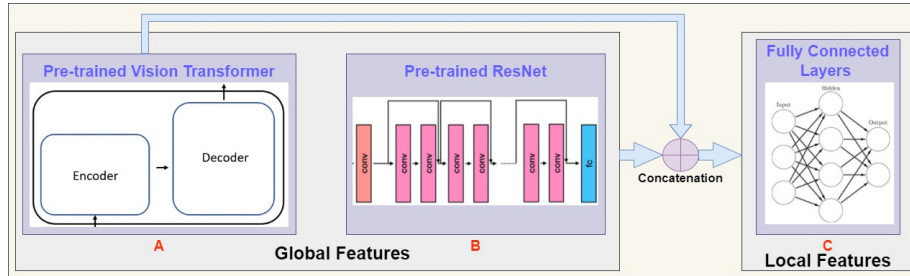 Pre-trained Vision Transformer
Encoder
Decoder
A
Pre-trained ResNet
conv
conv
conv
conv
conv
conv
conv
fc
B
Global Features
Concatenation
Fully Connected
Layers
Input
Hidden
Output
C
Local Features